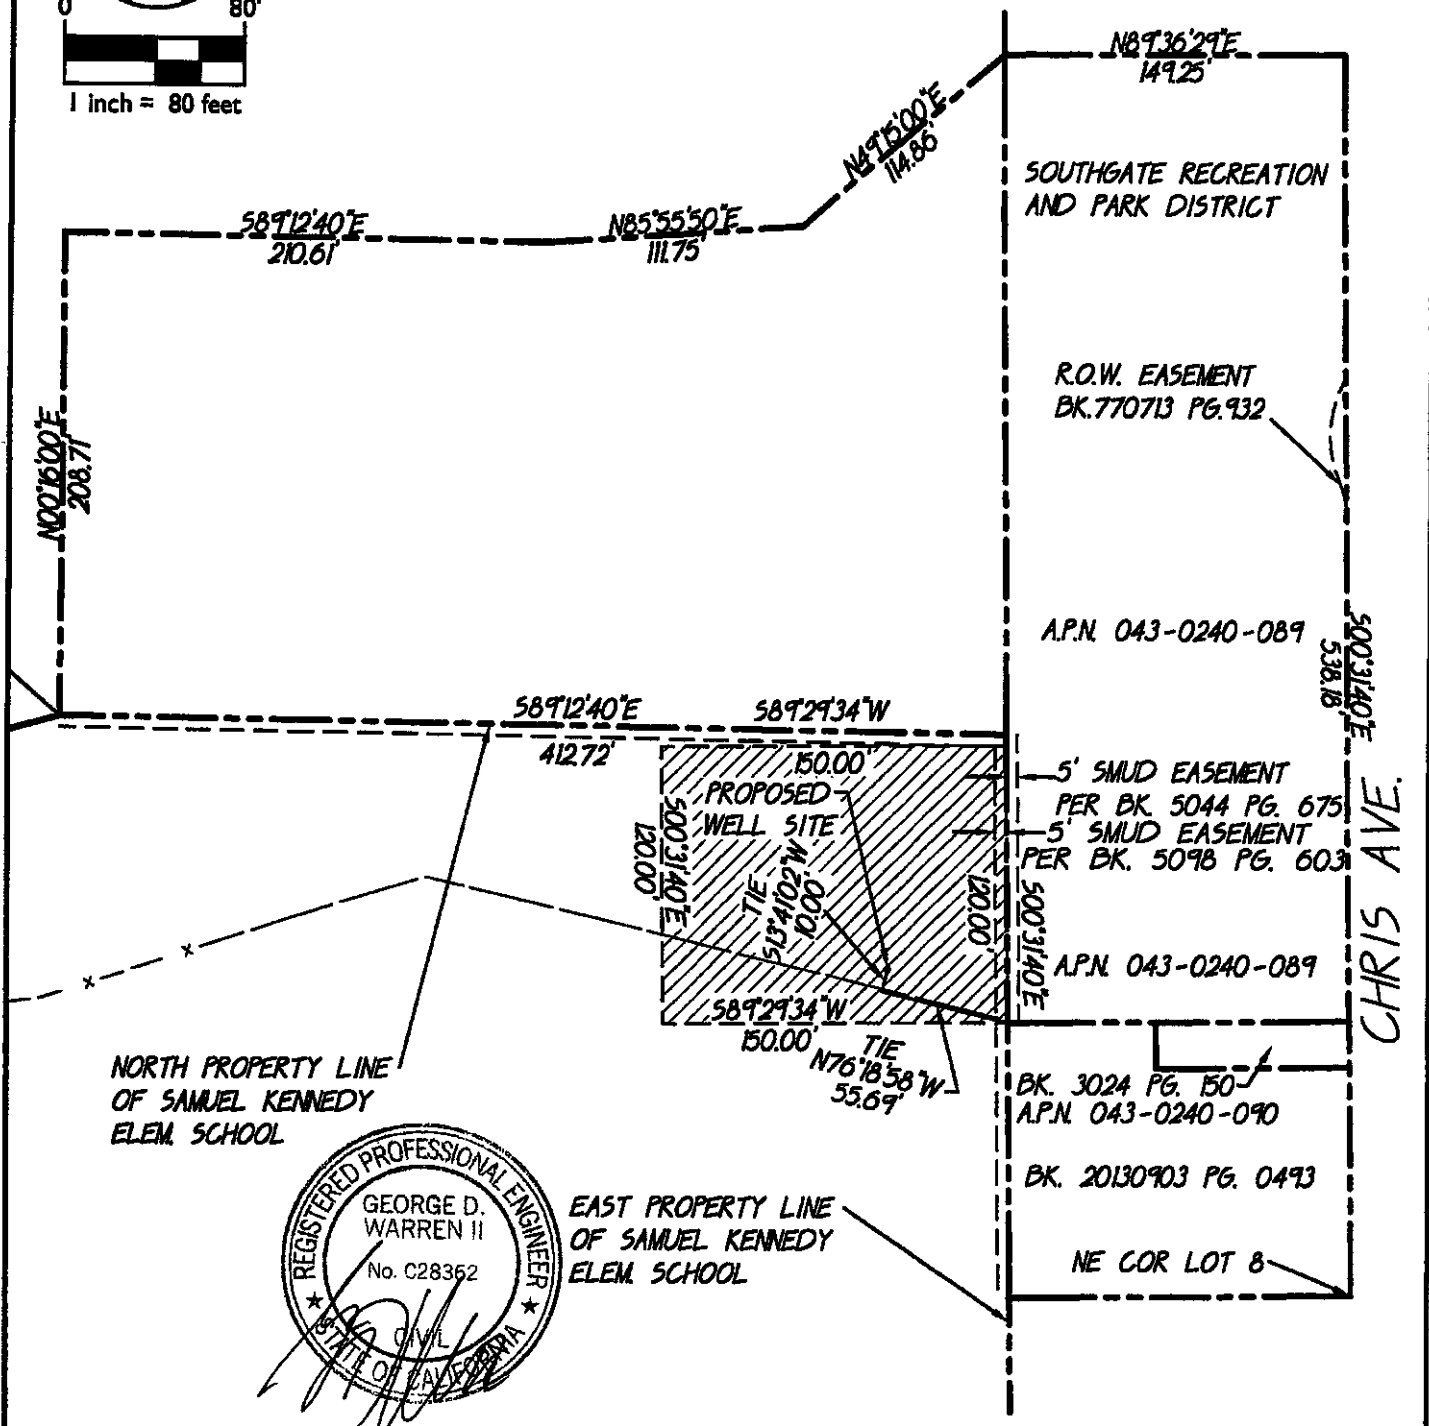 0 80'
1 inch = 80 feet
N89°36'29"E
149.25'
N49°15'00"E
114.86'
SOUTHGATE RECREATION
AND PARK DISTRICT
S89°12'40"E
210.61'
N85°55'50"E
111.75'
R.O.W. EASEMENT
BK.770713 PG.932
N00°16'00"E
208.71'
A.P.N. 043-0240-089
S00°31'40"E
538.18'
S89°12'40"E
412.72'
S89°29'34"W
150.00'
5' SMUD EASEMENT
PER BK. 5044 PG. 675
5' SMUD EASEMENT
PER BK. 5098 PG. 603
PROPOSED
WELL SITE
S00°31'40"E
120.00'
TIE
S13°41'02"W
10.00'
120.00'
S00°31'40"E
A.P.N. 043-0240-089
CHRIS AVE.
S89°29'34"W
150.00'
TIE
N76°18'58"W
55.69'
NORTH PROPERTY LINE
OF SAMUEL KENNEDY
ELEM. SCHOOL
BK. 3024 PG. 150
A.P.N. 043-0240-090
BK. 20130903 PG. 0493
EAST PROPERTY LINE
OF SAMUEL KENNEDY
ELEM. SCHOOL
NE COR LOT 8
REGISTERED PROFESSIONAL ENGINEER
GEORGE D.
WARREN II
No. C28362
CIVIL
STATE OF CALIFORNIA